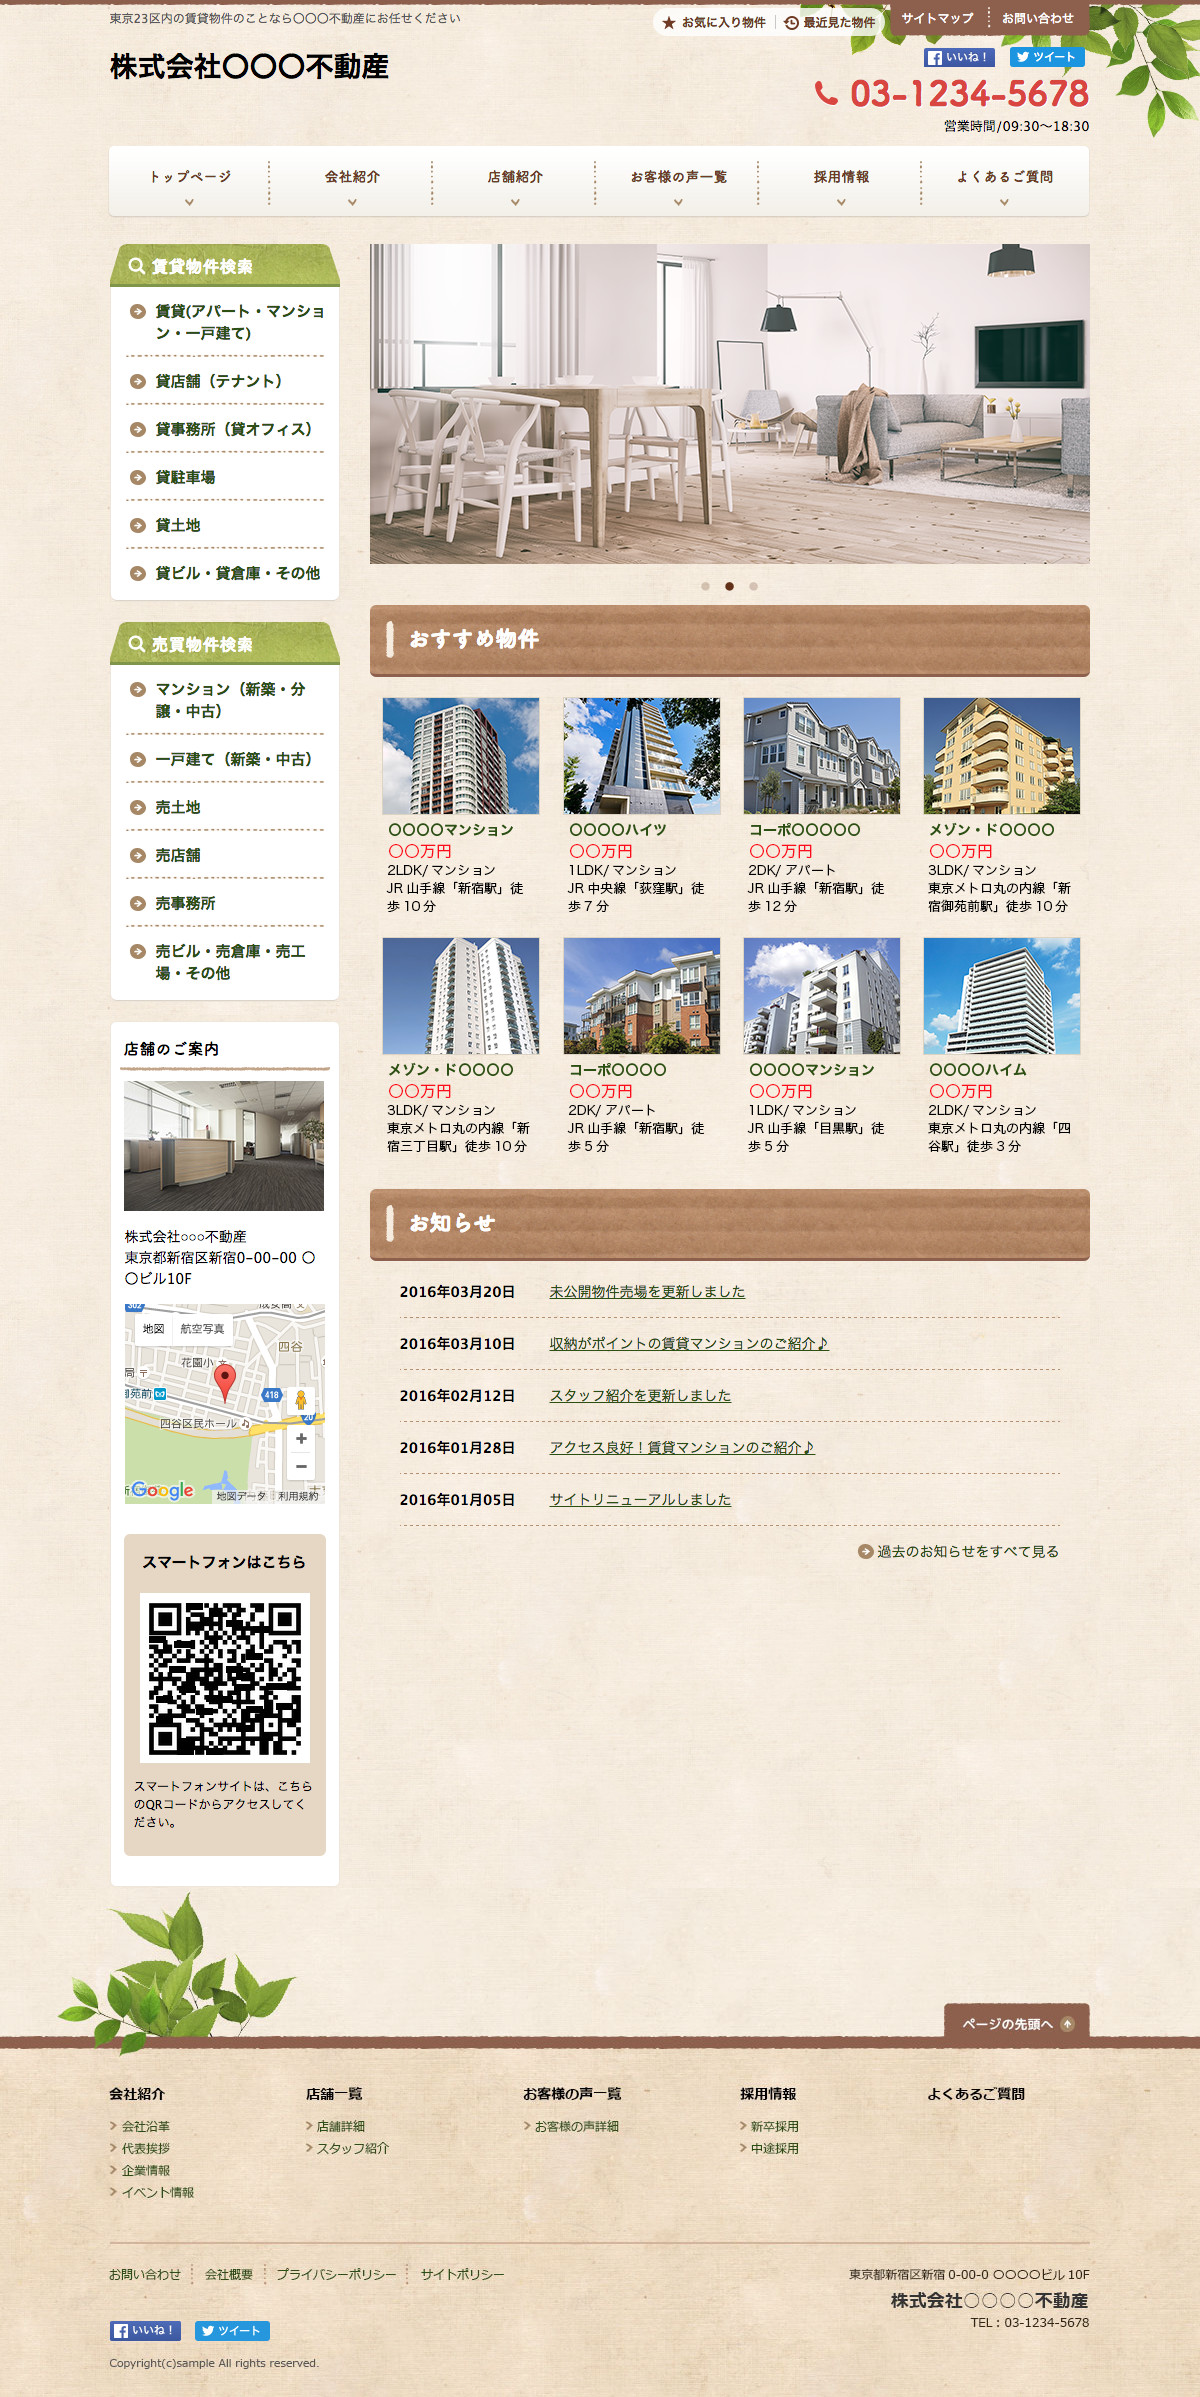 東京23区内の賃貸物件のことなら〇〇〇不動産にお任せください
お気に入り物件
最近見た物件
サイトマップ
お問い合わせ
株式会社〇〇〇不動産
いいね！
ツイート
03-1234-5678
営業時間/09:30〜18:30
トップページ
会社紹介
店舗紹介
お客様の声一覧
採用情報
よくあるご質問
賃貸物件検索
賃貸(アパート・マンショ
ン・一戸建て)
貸店舗（テナント）
貸事務所（貸オフィス）
貸駐車場
貸土地
貸ビル・貸倉庫・その他
売買物件検索
マンション（新築・分
譲・中古）
一戸建て（新築・中古）
売土地
売店舗
売事務所
売ビル・売倉庫・売工
場・その他
店舗のご案内
株式会社○○○不動産
東京都新宿区新宿0−00−00 〇
〇ビル10F
302
地図
航空写真
四谷
花園小
局
御苑前
418
20
四谷区民ホール
+
−
Google
地図データ
利用規約
スマートフォンはこちら
スマートフォンサイトは、こちら
のQRコードからアクセスしてく
ださい。
おすすめ物件
〇〇〇〇マンション
〇〇万円
2LDK/ マンション
JR 山手線「新宿駅」徒
歩 10 分
〇〇〇〇ハイツ
〇〇万円
1LDK/ マンション
JR 中央線「荻窪駅」徒
歩 7 分
コーポ〇〇〇〇〇
〇〇万円
2DK/ アパート
JR 山手線「新宿駅」徒
歩 12 分
メゾン・ド〇〇〇〇
〇〇万円
3LDK/ マンション
東京メトロ丸の内線「新
宿御苑前駅」徒歩 10 分
メゾン・ド〇〇〇〇
〇〇万円
3LDK/ マンション
東京メトロ丸の内線「新
宿三丁目駅」徒歩 10 分
コーポ〇〇〇〇
〇〇万円
2DK/ アパート
JR 山手線「新宿駅」徒
歩 5 分
〇〇〇〇マンション
〇〇万円
1LDK/ マンション
JR 山手線「目黒駅」徒
歩 5 分
〇〇〇〇ハイム
〇〇万円
2LDK/ マンション
東京メトロ丸の内線「四
谷駅」徒歩 3 分
お知らせ
2016年03月20日 未公開物件売場を更新しました
2016年03月10日 収納がポイントの賃貸マンションのご紹介♪
2016年02月12日 スタッフ紹介を更新しました
2016年01月28日 アクセス良好！賃貸マンションのご紹介♪
2016年01月05日 サイトリニューアルしました
過去のお知らせをすべて見る
ページの先頭へ
会社紹介
会社沿革
代表挨拶
企業情報
イベント情報
店舗一覧
店舗詳細
スタッフ紹介
お客様の声一覧
お客様の声詳細
採用情報
新卒採用
中途採用
よくあるご質問
お問い合わせ
会社概要
プライバシーポリシー
サイトポリシー
東京都新宿区新宿 0-00-0 〇〇〇〇ビル 10F
株式会社〇〇〇〇不動産
TEL : 03-1234-5678
いいね！
ツイート
Copyright(c)sample All rights reserved.